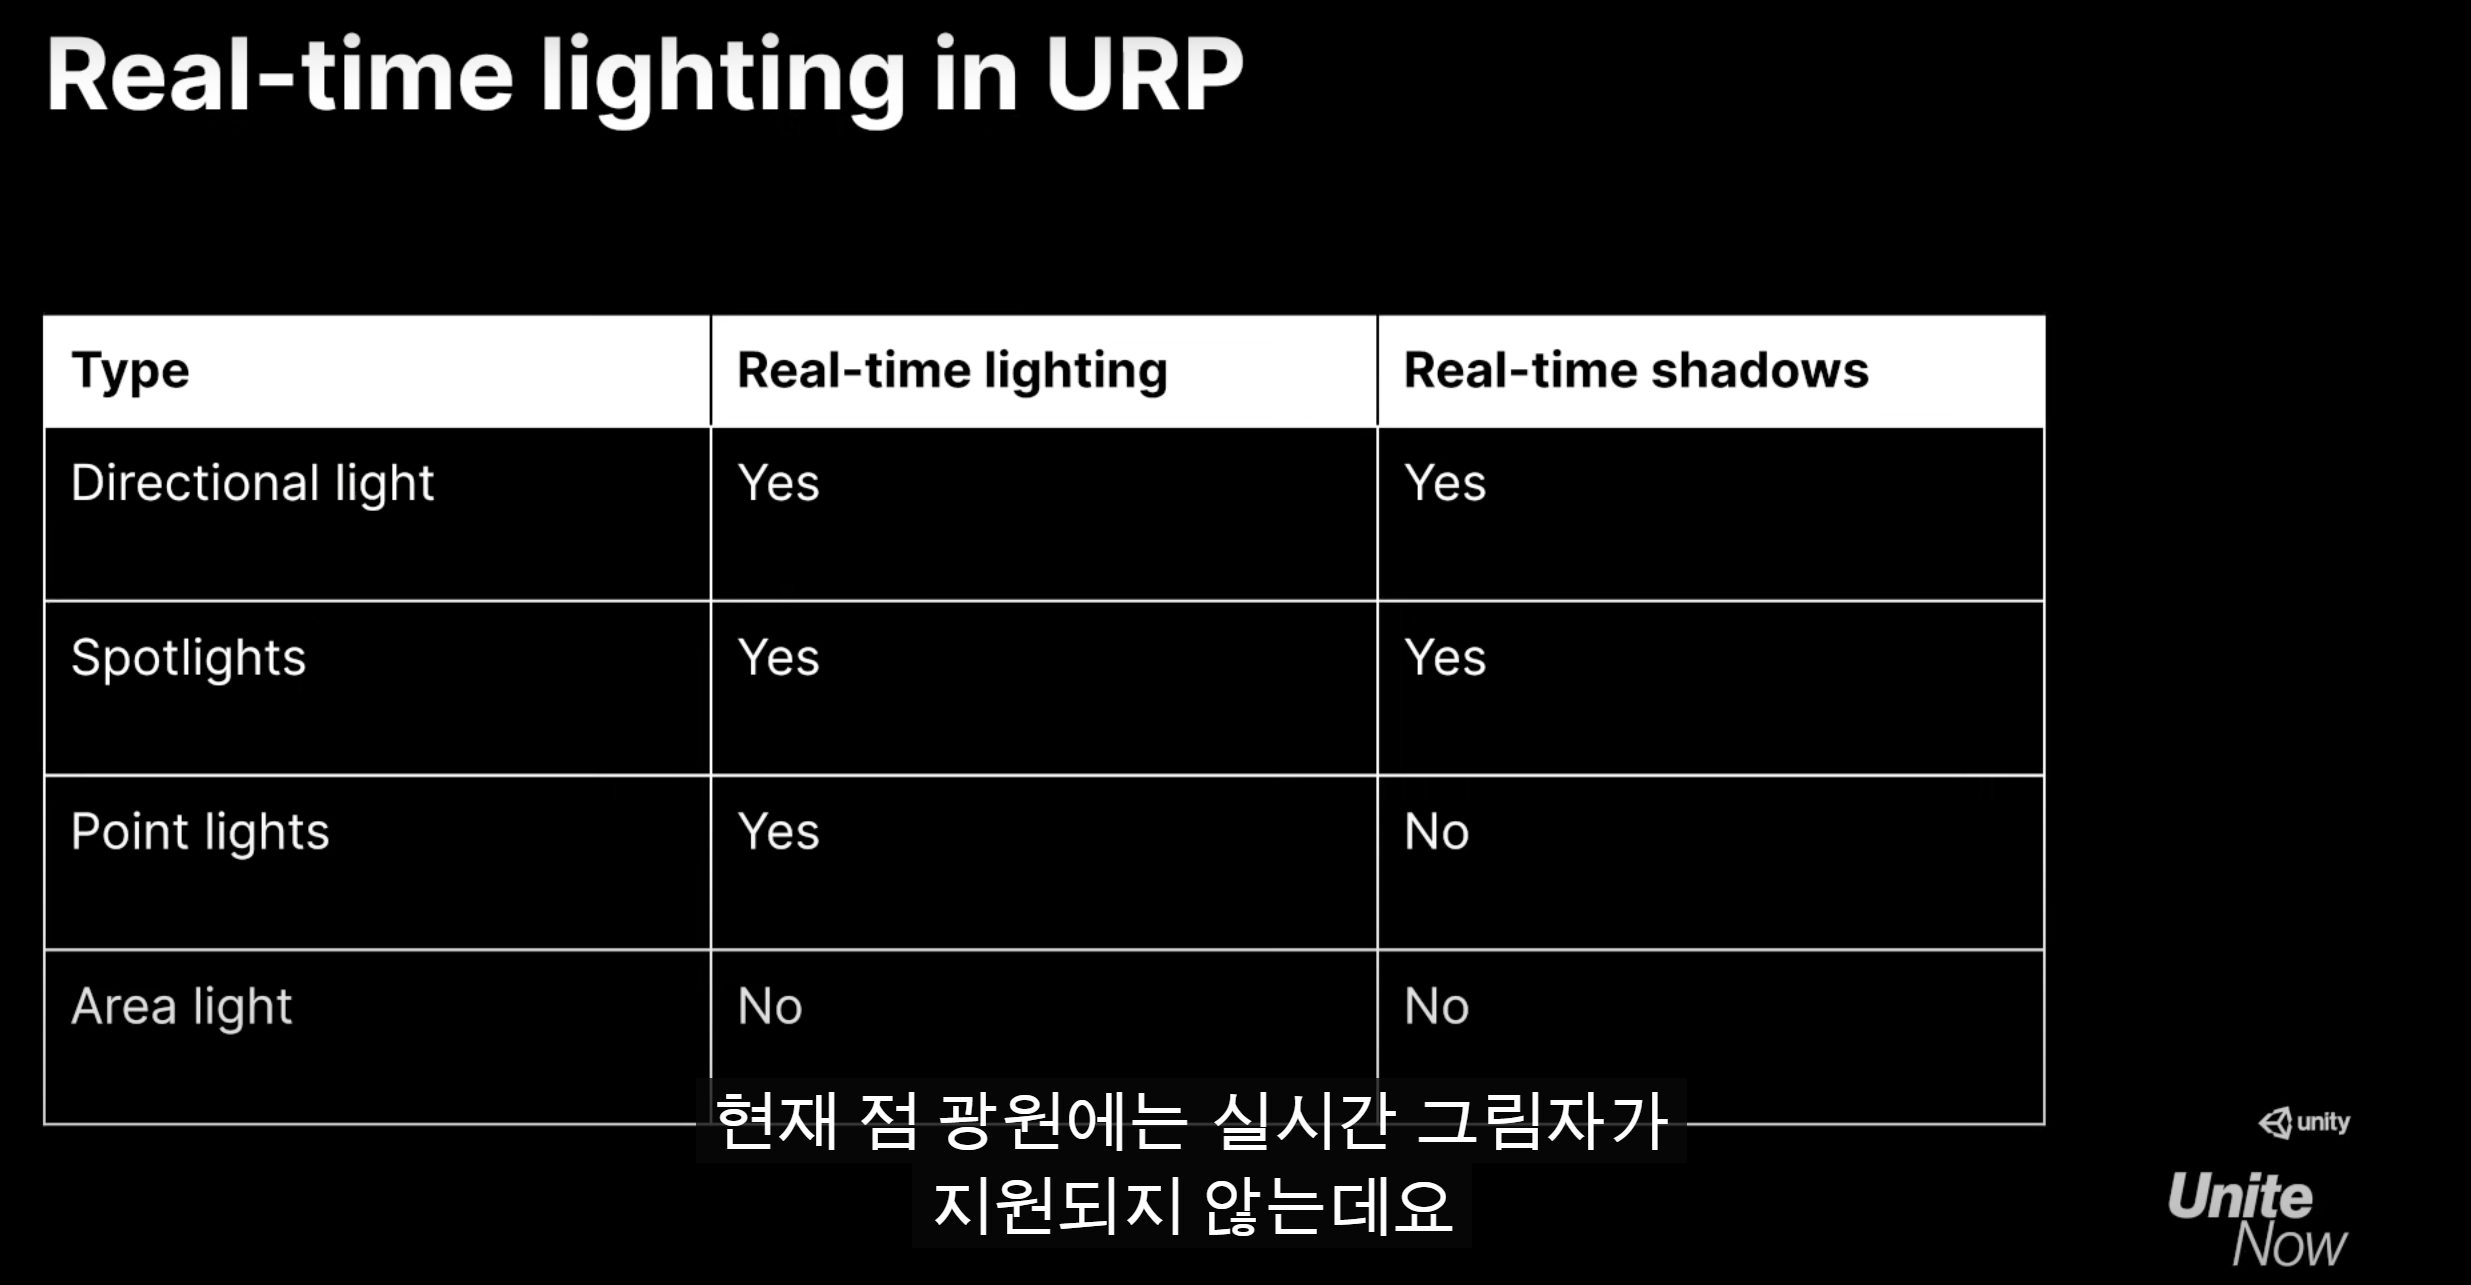 Real-time lighting in URP
Type Real-time lighting Real-time shadows
Directional light Yes Yes
Spotlights Yes Yes
Point lights Yes No
Area light No No
현재 점 광원에는 실시간 그림자가
지원되지 않는데요
unity
Unite
Now